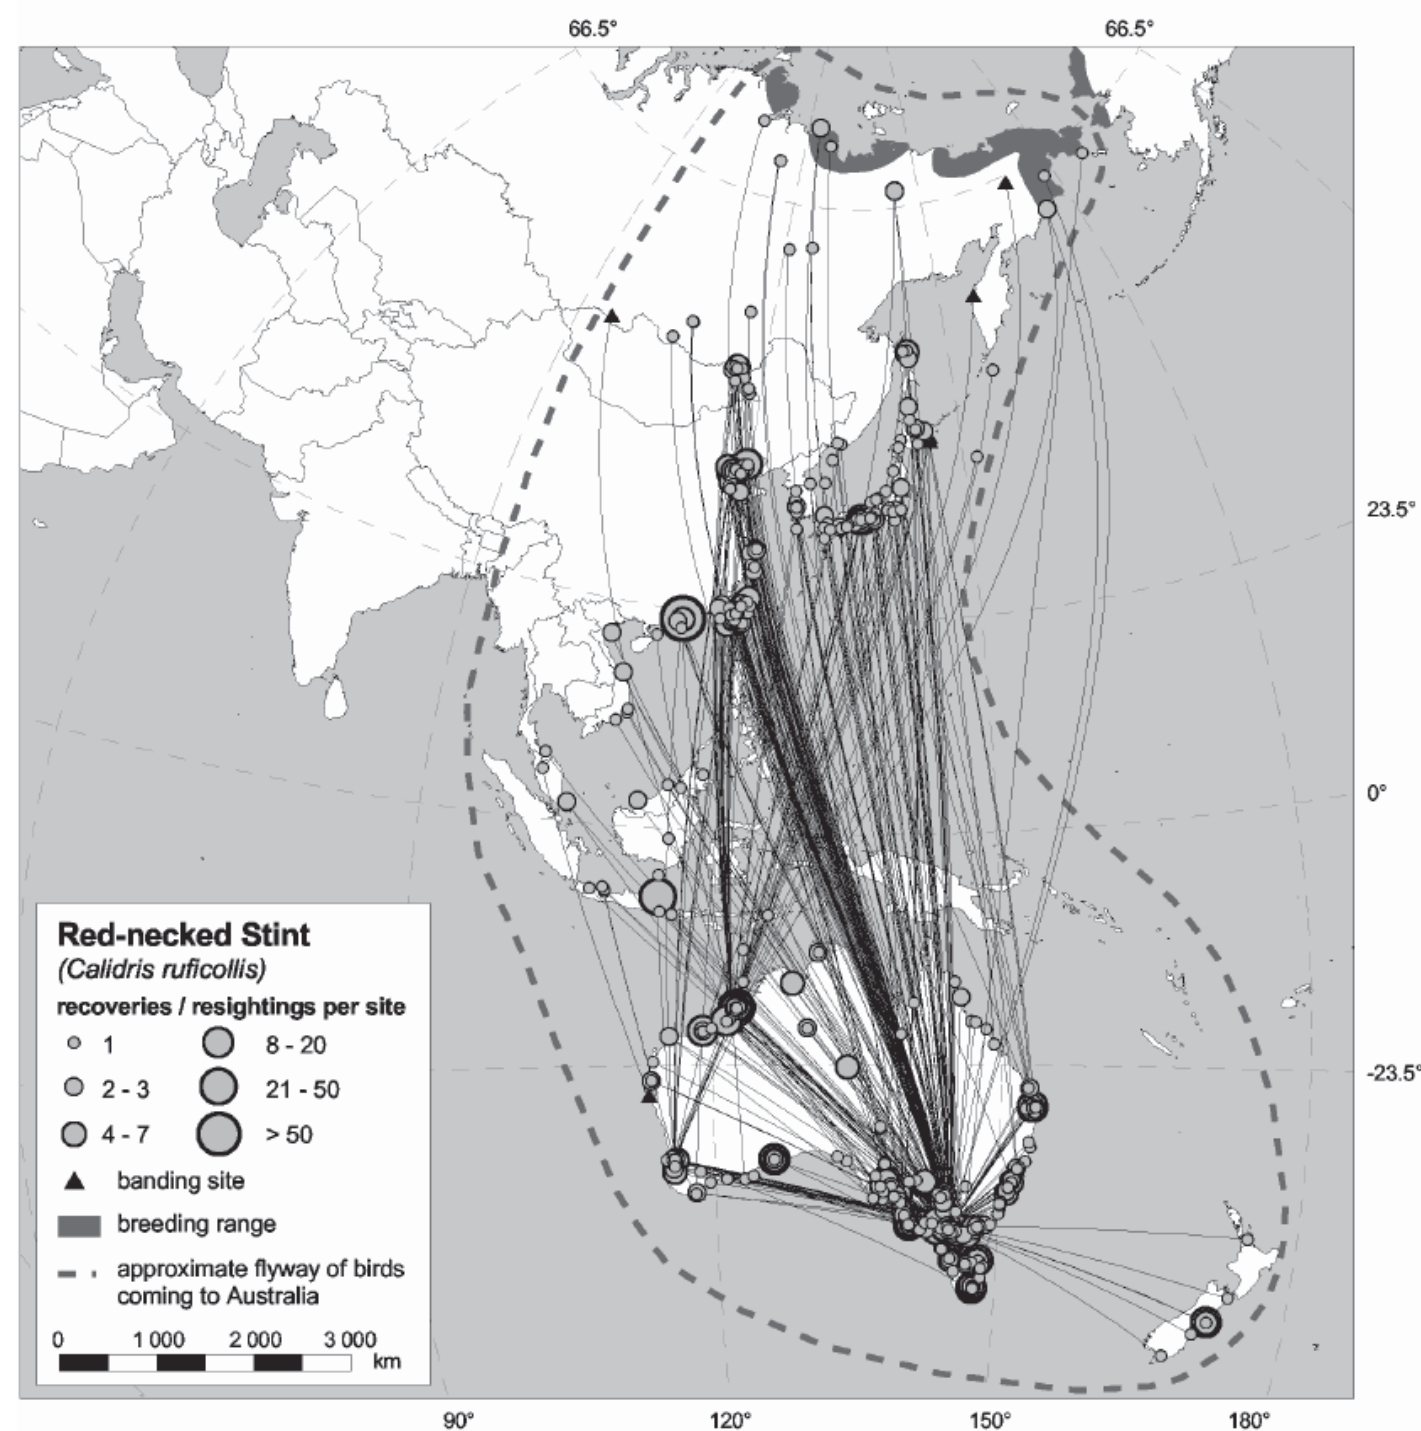 66.5° 66.5°
23.5°
0°
-23.5°
Red-necked Stint
(Calidris ruficollis)
recoveries / resightings per site
1 8 - 20
2 - 3 21 - 50
4 - 7 > 50
banding site
breeding range
approximate flyway of birds
coming to Australia
0 1 000 2 000 3 000
km
90° 120° 150° 180°